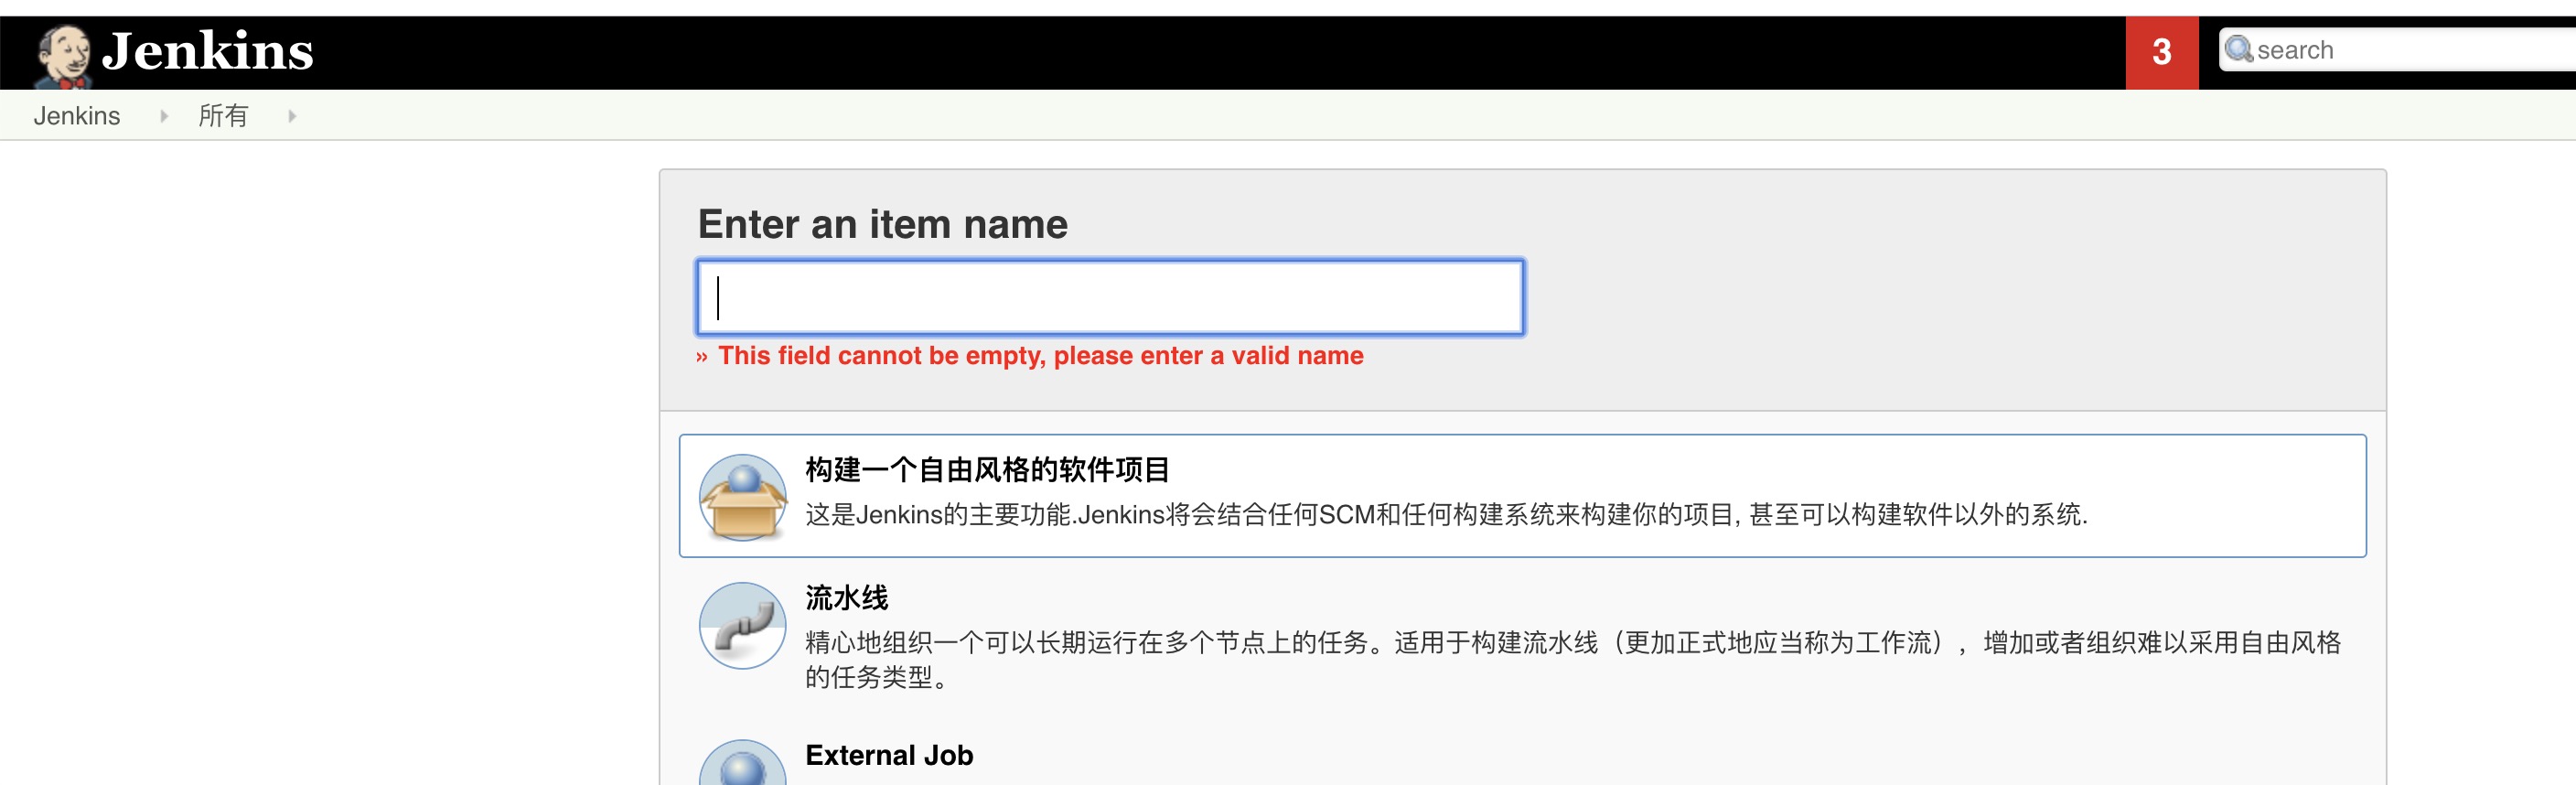 Jenkins
3
search
Jenkins
所有
Enter an item name
» This field cannot be empty, please enter a valid name
构建一个自由风格的软件项目
这是Jenkins的主要功能.Jenkins将会结合任何SCM和任何构建系统来构建你的项目, 甚至可以构建软件以外的系统.
流水线
精心地组织一个可以长期运行在多个节点上的任务。适用于构建流水线（更加正式地应当称为工作流），增加或者组织难以采用自由风格
的任务类型。
External Job